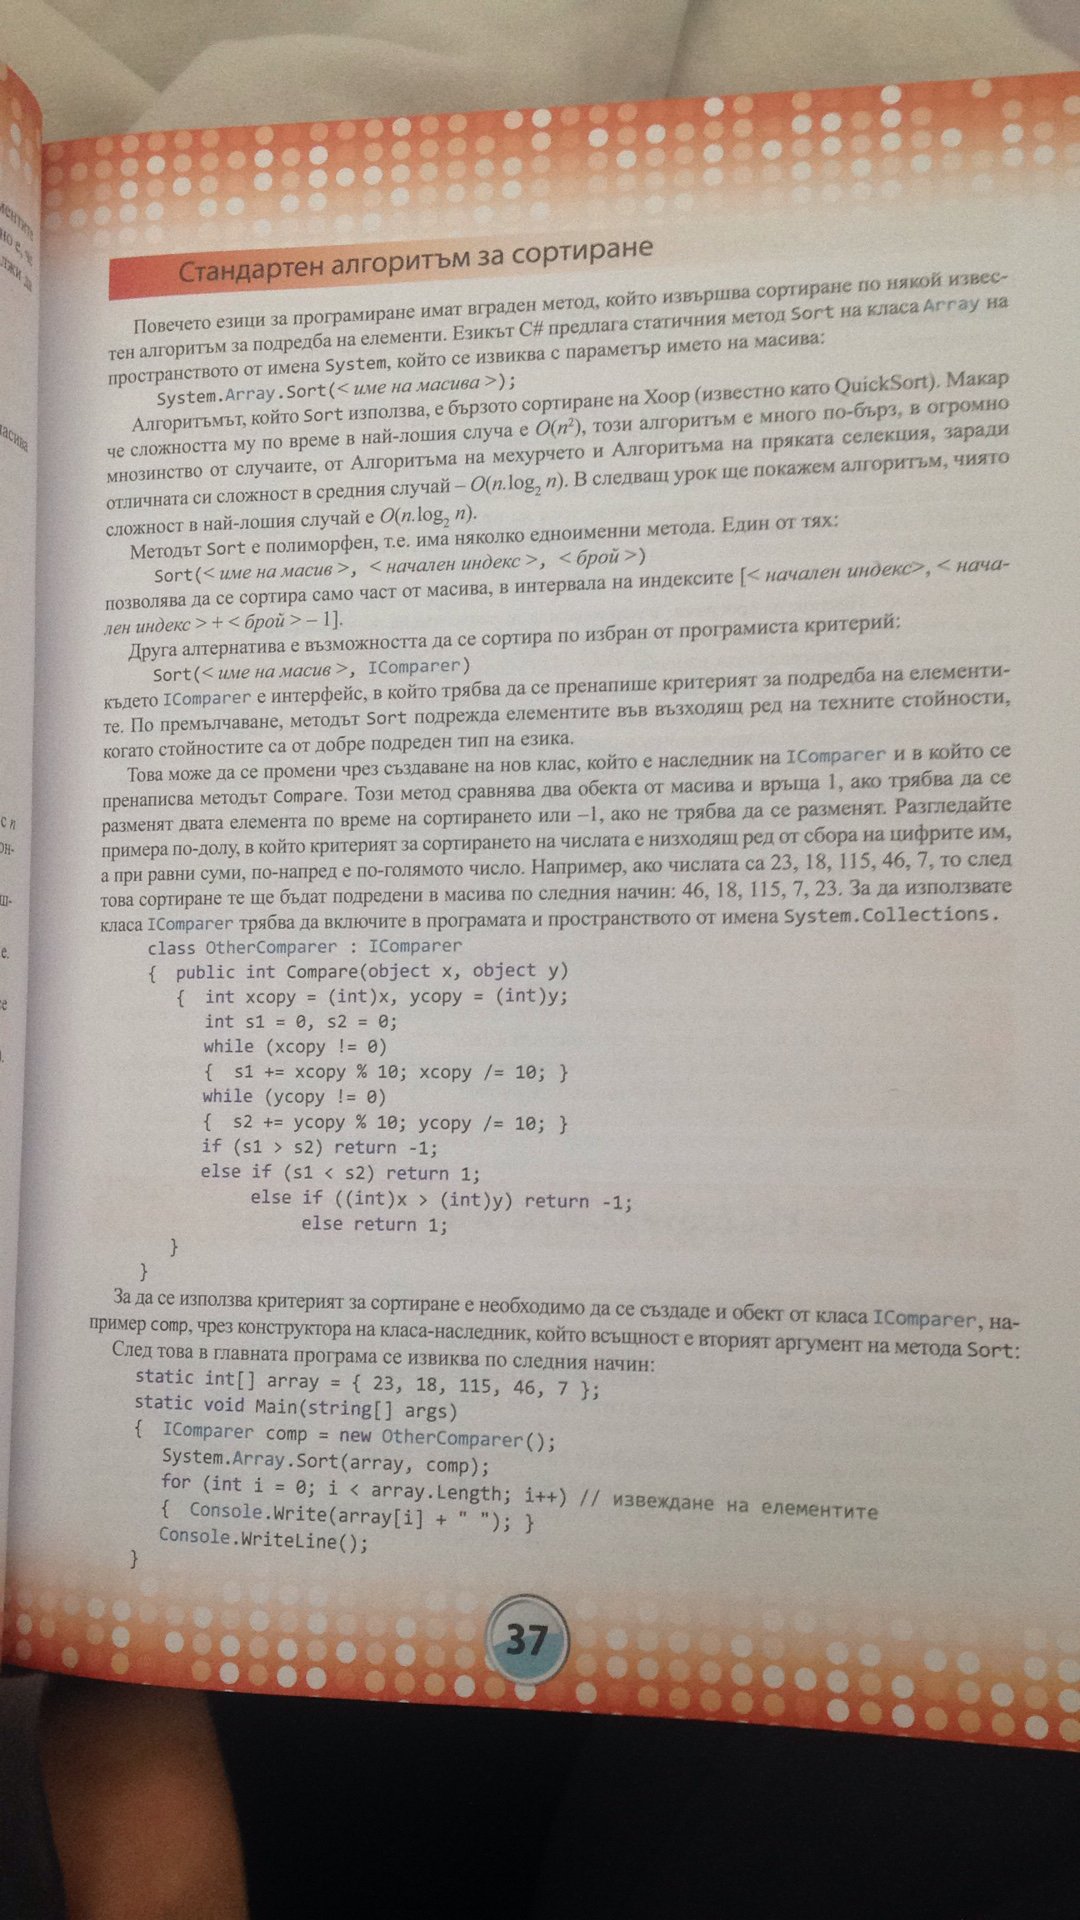 Стандартен алгоритъм за сортиране
Повечето езици за програмиране имат вграден метод, който извършва сортиране по някой извес-
тен алгоритъм за подредба на елементи. Езикът C# предлага статичния метод Sort на класа Array на
пространството от имена System, който се извиква с параметър името на масива:
System.Array.Sort(< име на масива >);
Алгоритъмът, който Sort използва, е бързото сортиране на Хоор (известно като QuickSort). Макар
че сложността му по време в най-лошия случа е O(n²), този алгоритъм е много по-бърз, в огромно
мнозинство от случаите, от Алгоритъма на мехурчето и Алгоритъма на пряката селекция, заради
отличната си сложност в средния случай – O(n.log₂ n). В следващ урок ще покажем алгоритъм, чиято
сложност в най-лошия случай е O(n.log₂ n).
Методът Sort е полиморфен, т.е. има няколко едноименни метода. Един от тях:
Sort(< име на масив >, < начален индекс >, < брой >)
позволява да се сортира само част от масива, в интервала на индексите [< начален индекс>, < нача-
лен индекс > + < брой > – 1].
Друга алтернатива е възможността да се сортира по избран от програмиста критерий:
Sort(< име на масив >, IComparer)
където IComparer е интерфейс, в който трябва да се пренапише критерият за подредба на елементи-
те. По премълчаване, методът Sort подрежда елементите във възходящ ред на техните стойности,
когато стойностите са от добре подреден тип на езика.
Това може да се промени чрез създаване на нов клас, който е наследник на IComparer и в който се
пренаписва методът Compare. Този метод сравнява два обекта от масива и връща 1, ако трябва да се
разменят двата елемента по време на сортирането или –1, ако не трябва да се разменят. Разгледайте
примера по-долу, в който критерият за сортирането на числата е низходящ ред от сбора на цифрите им,
а при равни суми, по-напред е по-голямото число. Например, ако числата са 23, 18, 115, 46, 7, то след
това сортиране те ще бъдат подредени в масива по следния начин: 46, 18, 115, 7, 23. За да използвате
класа IComparer трябва да включите в програмата и пространството от имена System.Collections.
class OtherComparer : IComparer
{ public int Compare(object x, object y)
{ int xcopy = (int)x, ycopy = (int)y;
int s1 = 0, s2 = 0;
while (xcopy != 0)
{ s1 += xcopy % 10; xcopy /= 10; }
while (ycopy != 0)
{ s2 += ycopy % 10; ycopy /= 10; }
if (s1 > s2) return -1;
else if (s1 < s2) return 1;
else if ((int)x > (int)y) return -1;
else return 1;
}
}
За да се използва критерият за сортиране е необходимо да се създаде и обект от класа IComparer, на-
пример comp, чрез конструктора на класа-наследник, който всъщност е вторият аргумент на метода Sort:
След това в главната програма се извиква по следния начин:
static int[] array = { 23, 18, 115, 46, 7 };
static void Main(string[] args)
{ IComparer comp = new OtherComparer();
System.Array.Sort(array, comp);
for (int i = 0; i < array.Length; i++) // извеждане на елементите
{ Console.Write(array[i] + " "); }
Console.WriteLine();
}
37